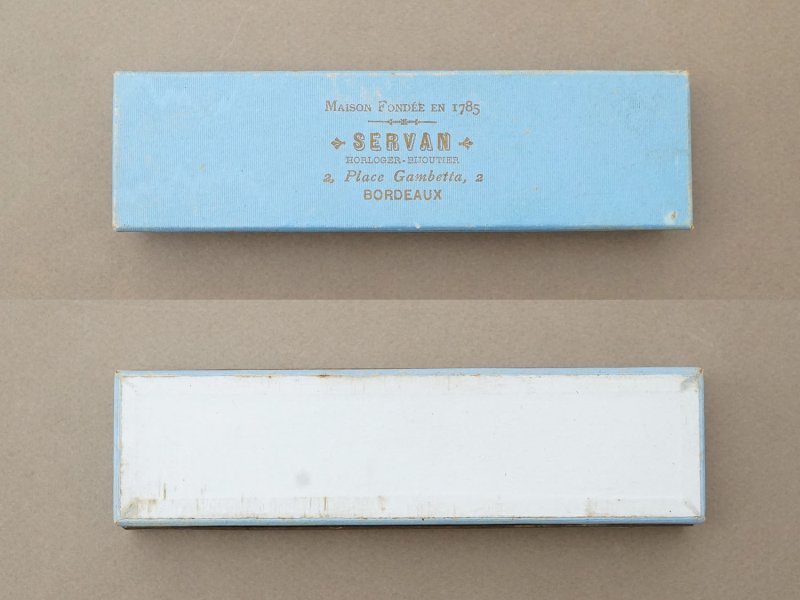 Maison Fondée en 1785
SERVAN
HORLOGER-BIJOUTIER
2, Place Gambetta, 2
BORDEAUX